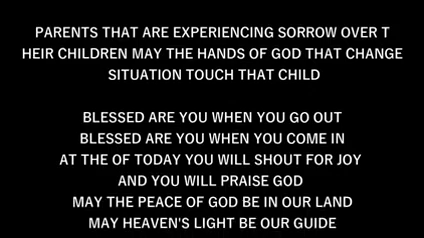 PARENTS THAT ARE EXPERIENCING SORROW OVER T
HEIR CHILDREN MAY THE HANDS OF GOD THAT CHANGE
SITUATION TOUCH THAT CHILD
BLESSED ARE YOU WHEN YOU GO OUT
BLESSED ARE YOU WHEN YOU COME IN
AT THE OF TODAY YOU WILL SHOUT FOR JOY
AND YOU WILL PRAISE GOD
MAY THE PEACE OF GOD BE IN OUR LAND
MAY HEAVEN'S LIGHT BE OUR GUIDE